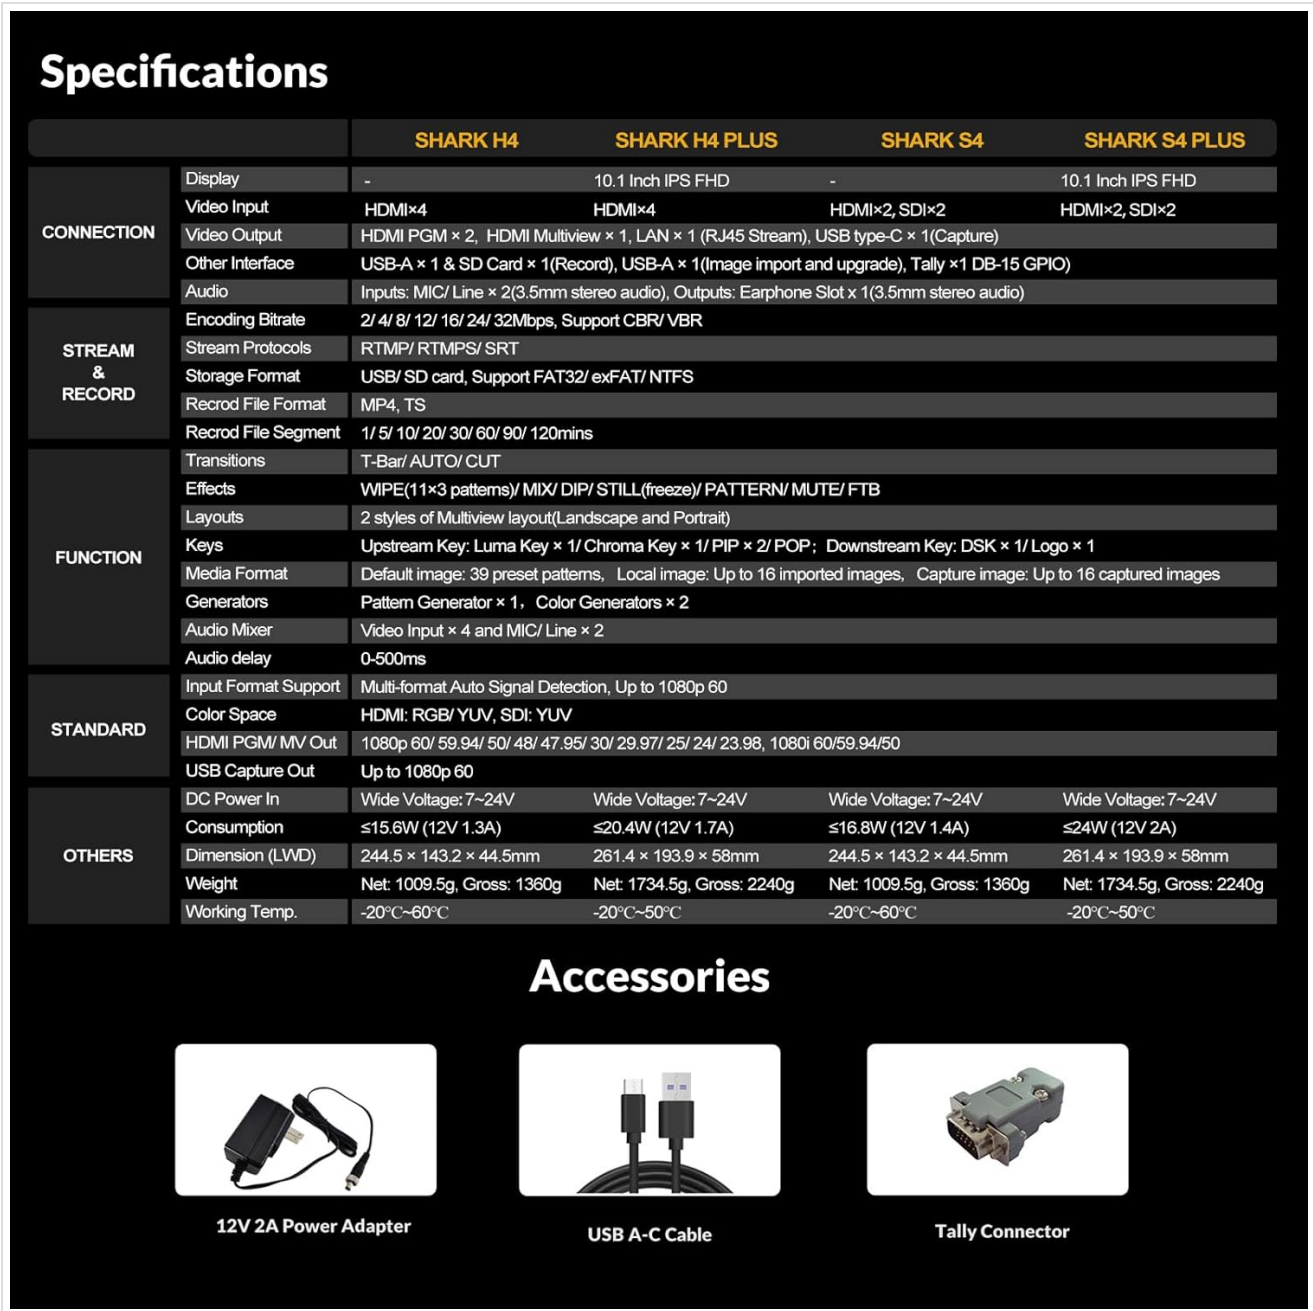 Specifications
SHARK H4 SHARK H4 PLUS SHARK S4 SHARK S4 PLUS
CONNECTION
Display - 10.1 Inch IPS FHD - 10.1 Inch IPS FHD
Video Input HDMI×4 HDMI×4 HDMI×2, SDI×2 HDMI×2, SDI×2
Video Output HDMI PGM × 2, HDMI Multiview × 1, LAN × 1 (RJ45 Stream), USB type-C × 1(Capture)
Other Interface USB-A × 1 & SD Card × 1(Record), USB-A × 1(Image import and upgrade), Tally ×1 DB-15 GPIO)
Audio Inputs: MIC/ Line × 2(3.5mm stereo audio), Outputs: Earphone Slot x 1(3.5mm stereo audio)
STREAM
&
RECORD
Encoding Bitrate 2/ 4/ 8/ 12/ 16/ 24/ 32Mbps, Support CBR/ VBR
Stream Protocols RTMP/ RTMPS/ SRT
Storage Format USB/ SD card, Support FAT32/ exFAT/ NTFS
Recrod File Format MP4, TS
Recrod File Segment 1/ 5/ 10/ 20/ 30/ 60/ 90/ 120mins
FUNCTION
Transitions T-Bar/ AUTO/ CUT
Effects WIPE(11×3 patterns)/ MIX/ DIP/ STILL(freeze)/ PATTERN/ MUTE/ FTB
Layouts 2 styles of Multiview layout(Landscape and Portrait)
Keys Upstream Key: Luma Key × 1/ Chroma Key × 1/ PIP × 2/ POP; Downstream Key: DSK × 1/ Logo × 1
Media Format Default image: 39 preset patterns, Local image: Up to 16 imported images, Capture image: Up to 16 captured images
Generators Pattern Generator × 1, Color Generators × 2
Audio Mixer Video Input × 4 and MIC/ Line × 2
Audio delay 0-500ms
STANDARD
Input Format Support Multi-format Auto Signal Detection, Up to 1080p 60
Color Space HDMI: RGB/ YUV, SDI: YUV
HDMI PGM/ MV Out 1080p 60/ 59.94/ 50/ 48/ 47.95/ 30/ 29.97/ 25/ 24/ 23.98, 1080i 60/59.94/50
USB Capture Out Up to 1080p 60
OTHERS
DC Power In Wide Voltage: 7~24V Wide Voltage: 7~24V Wide Voltage: 7~24V Wide Voltage: 7~24V
Consumption ≤15.6W (12V 1.3A) ≤20.4W (12V 1.7A) ≤16.8W (12V 1.4A) ≤24W (12V 2A)
Dimension (LWD) 244.5 × 143.2 × 44.5mm 261.4 × 193.9 × 58mm 244.5 × 143.2 × 44.5mm 261.4 × 193.9 × 58mm
Weight Net: 1009.5g, Gross: 1360g Net: 1734.5g, Gross: 2240g Net: 1009.5g, Gross: 1360g Net: 1734.5g, Gross: 2240g
Working Temp. -20°C~60°C -20°C~50°C -20°C~60°C -20°C~50°C
Accessories
12V 2A Power Adapter
USB A-C Cable
Tally Connector